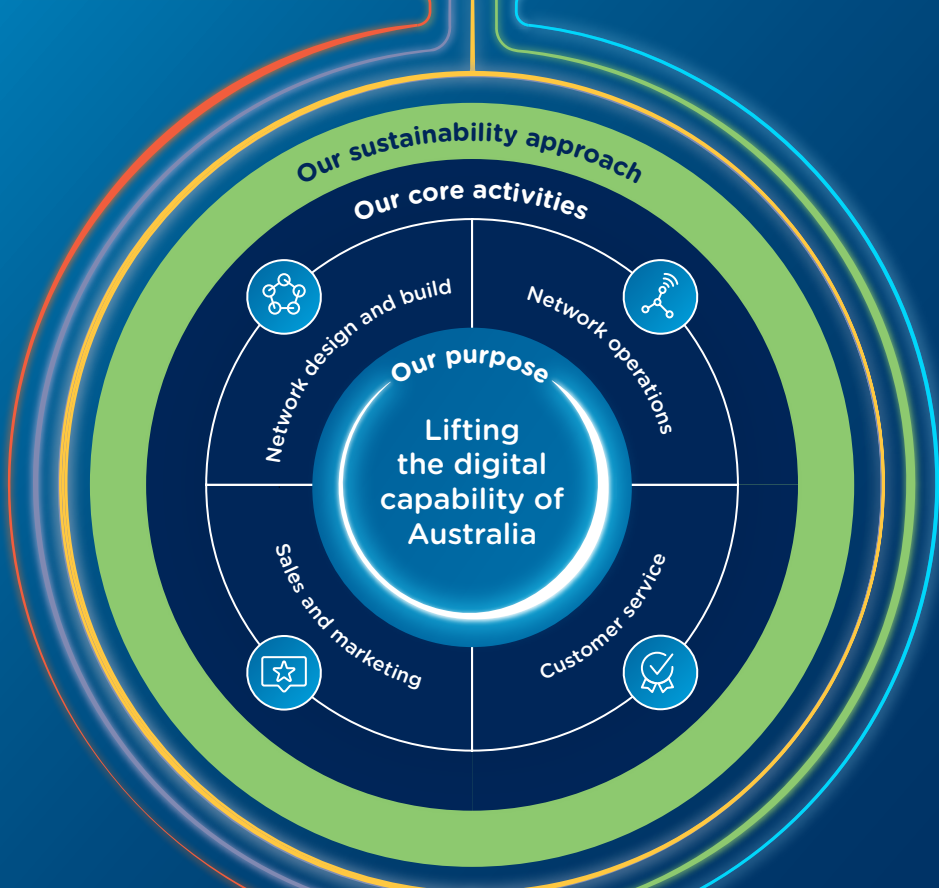 Our sustainability approach
Our core activities
Network design and build
Network operations
Our purpose
Lifting
the digital
capability of
Australia
Sales and marketing
Customer service